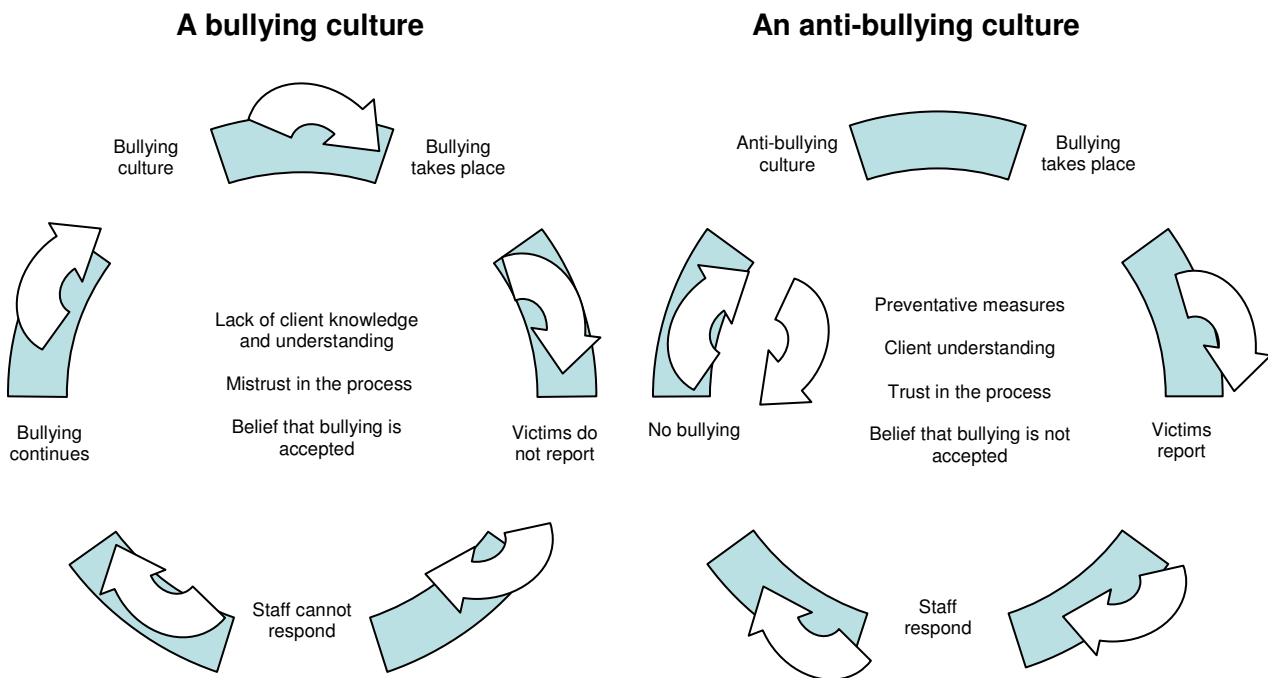 A bullying culture
Bullying
culture
Bullying
takes place
Lack of client knowledge
and understanding
Mistrust in the process
Belief that bullying is
accepted
Bullying
continues
Victims do
not report
Staff cannot
respond
An anti-bullying culture
Anti-bullying
culture
Bullying
takes place
Preventative measures
Client understanding
Trust in the process
Belief that bullying is not
accepted
No bullying
Victims
report
Staff
respond